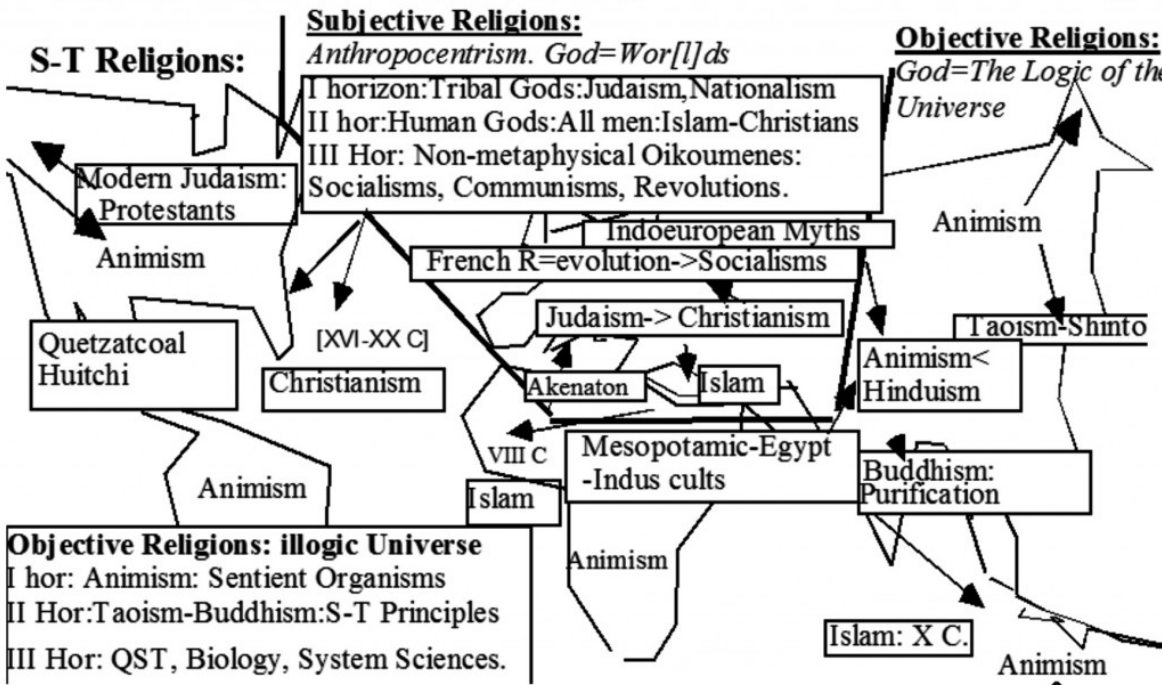 Subjective Religions:
Anthropocentrism. God=Wor[l]ds
S-T Religions:
Objective Religions:
God=The Logic of the
Universe
I horizon:Tribal Gods:Judaism,Nationalism
II hor:Human Gods:All men:Islam-Christians
III Hor: Non-metaphysical Oikoumenes:
Socialisms, Communisms, Revolutions.
Modern Judaism:
Protestants
Animism
Indoeuropean Myths
French R=evolution->Socialisms
Animism
Judaism-> Christianism
Taoism-Shinto
Quetzatcoal
Huitchi
[XVI-XX C]
Christianism
Akenaton
Islam
Animism<
Hinduism
VIII C
Islam
Mesopotamic-Egypt
-Indus cults
Buddhism:
Purification
Animism
Animism
Objective Religions: illogic Universe
I hor: Animism: Sentient Organisms
II Hor:Taoism-Buddhism:S-T Principles
III Hor: QST, Biology, System Sciences.
Islam: X C.
Animism